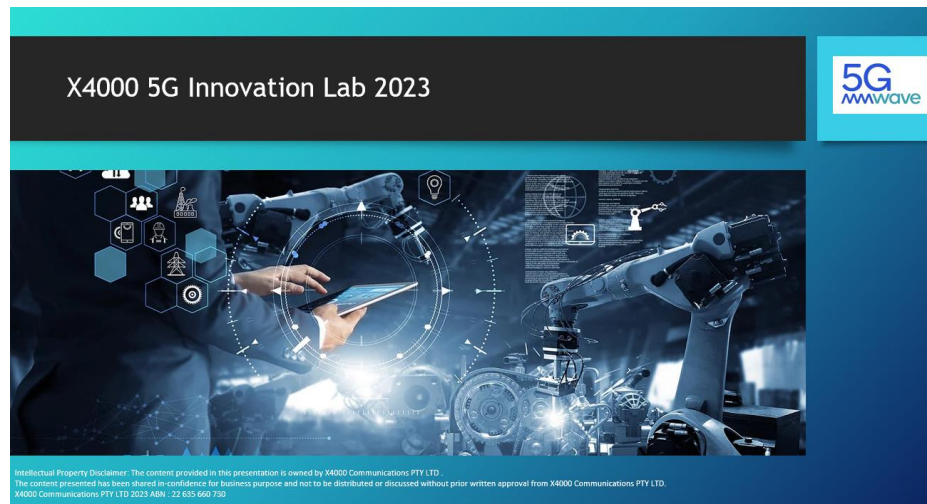 X4000 5G Innovation Lab 2023
5G
mmwave
Intellectual Property Disclaimer: The content provided in this presentation is owned by X4000 Communications PTY LTD .
The content presented has been shared in-confidence for business purpose and not to be distributed or discussed without prior written approval from X4000 Communications PTY LTD.
X4000 Communications PTY LTD 2023 ABN : 22 635 660 730